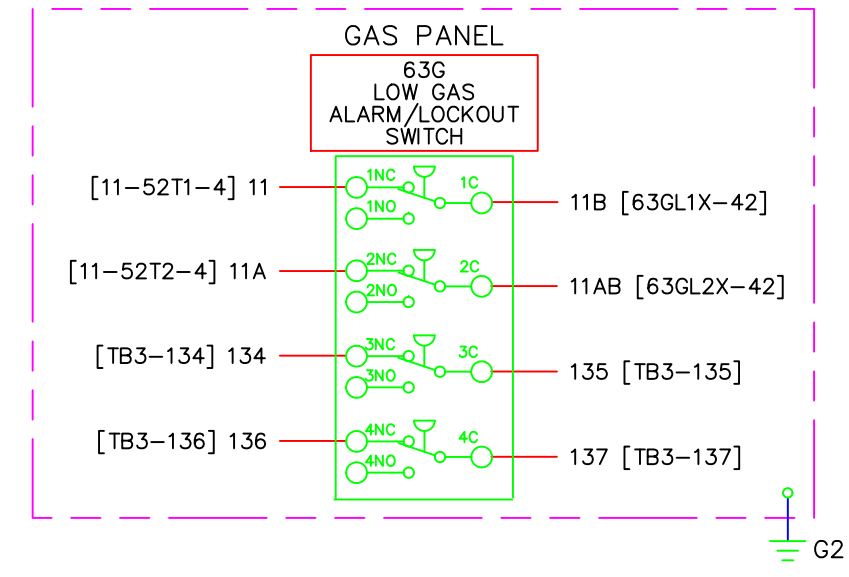 GAS PANEL
63G
LOW GAS
ALARM/LOCKOUT
SWITCH
[11-52T1-4] 11
1NC
1C
1NO
11B [63GL1X-42]
[11-52T2-4] 11A
2NC
2C
2NO
11AB [63GL2X-42]
[TB3-134] 134
3NC
3C
3NO
135 [TB3-135]
[TB3-136] 136
4NC
4C
4NO
137 [TB3-137]
G2